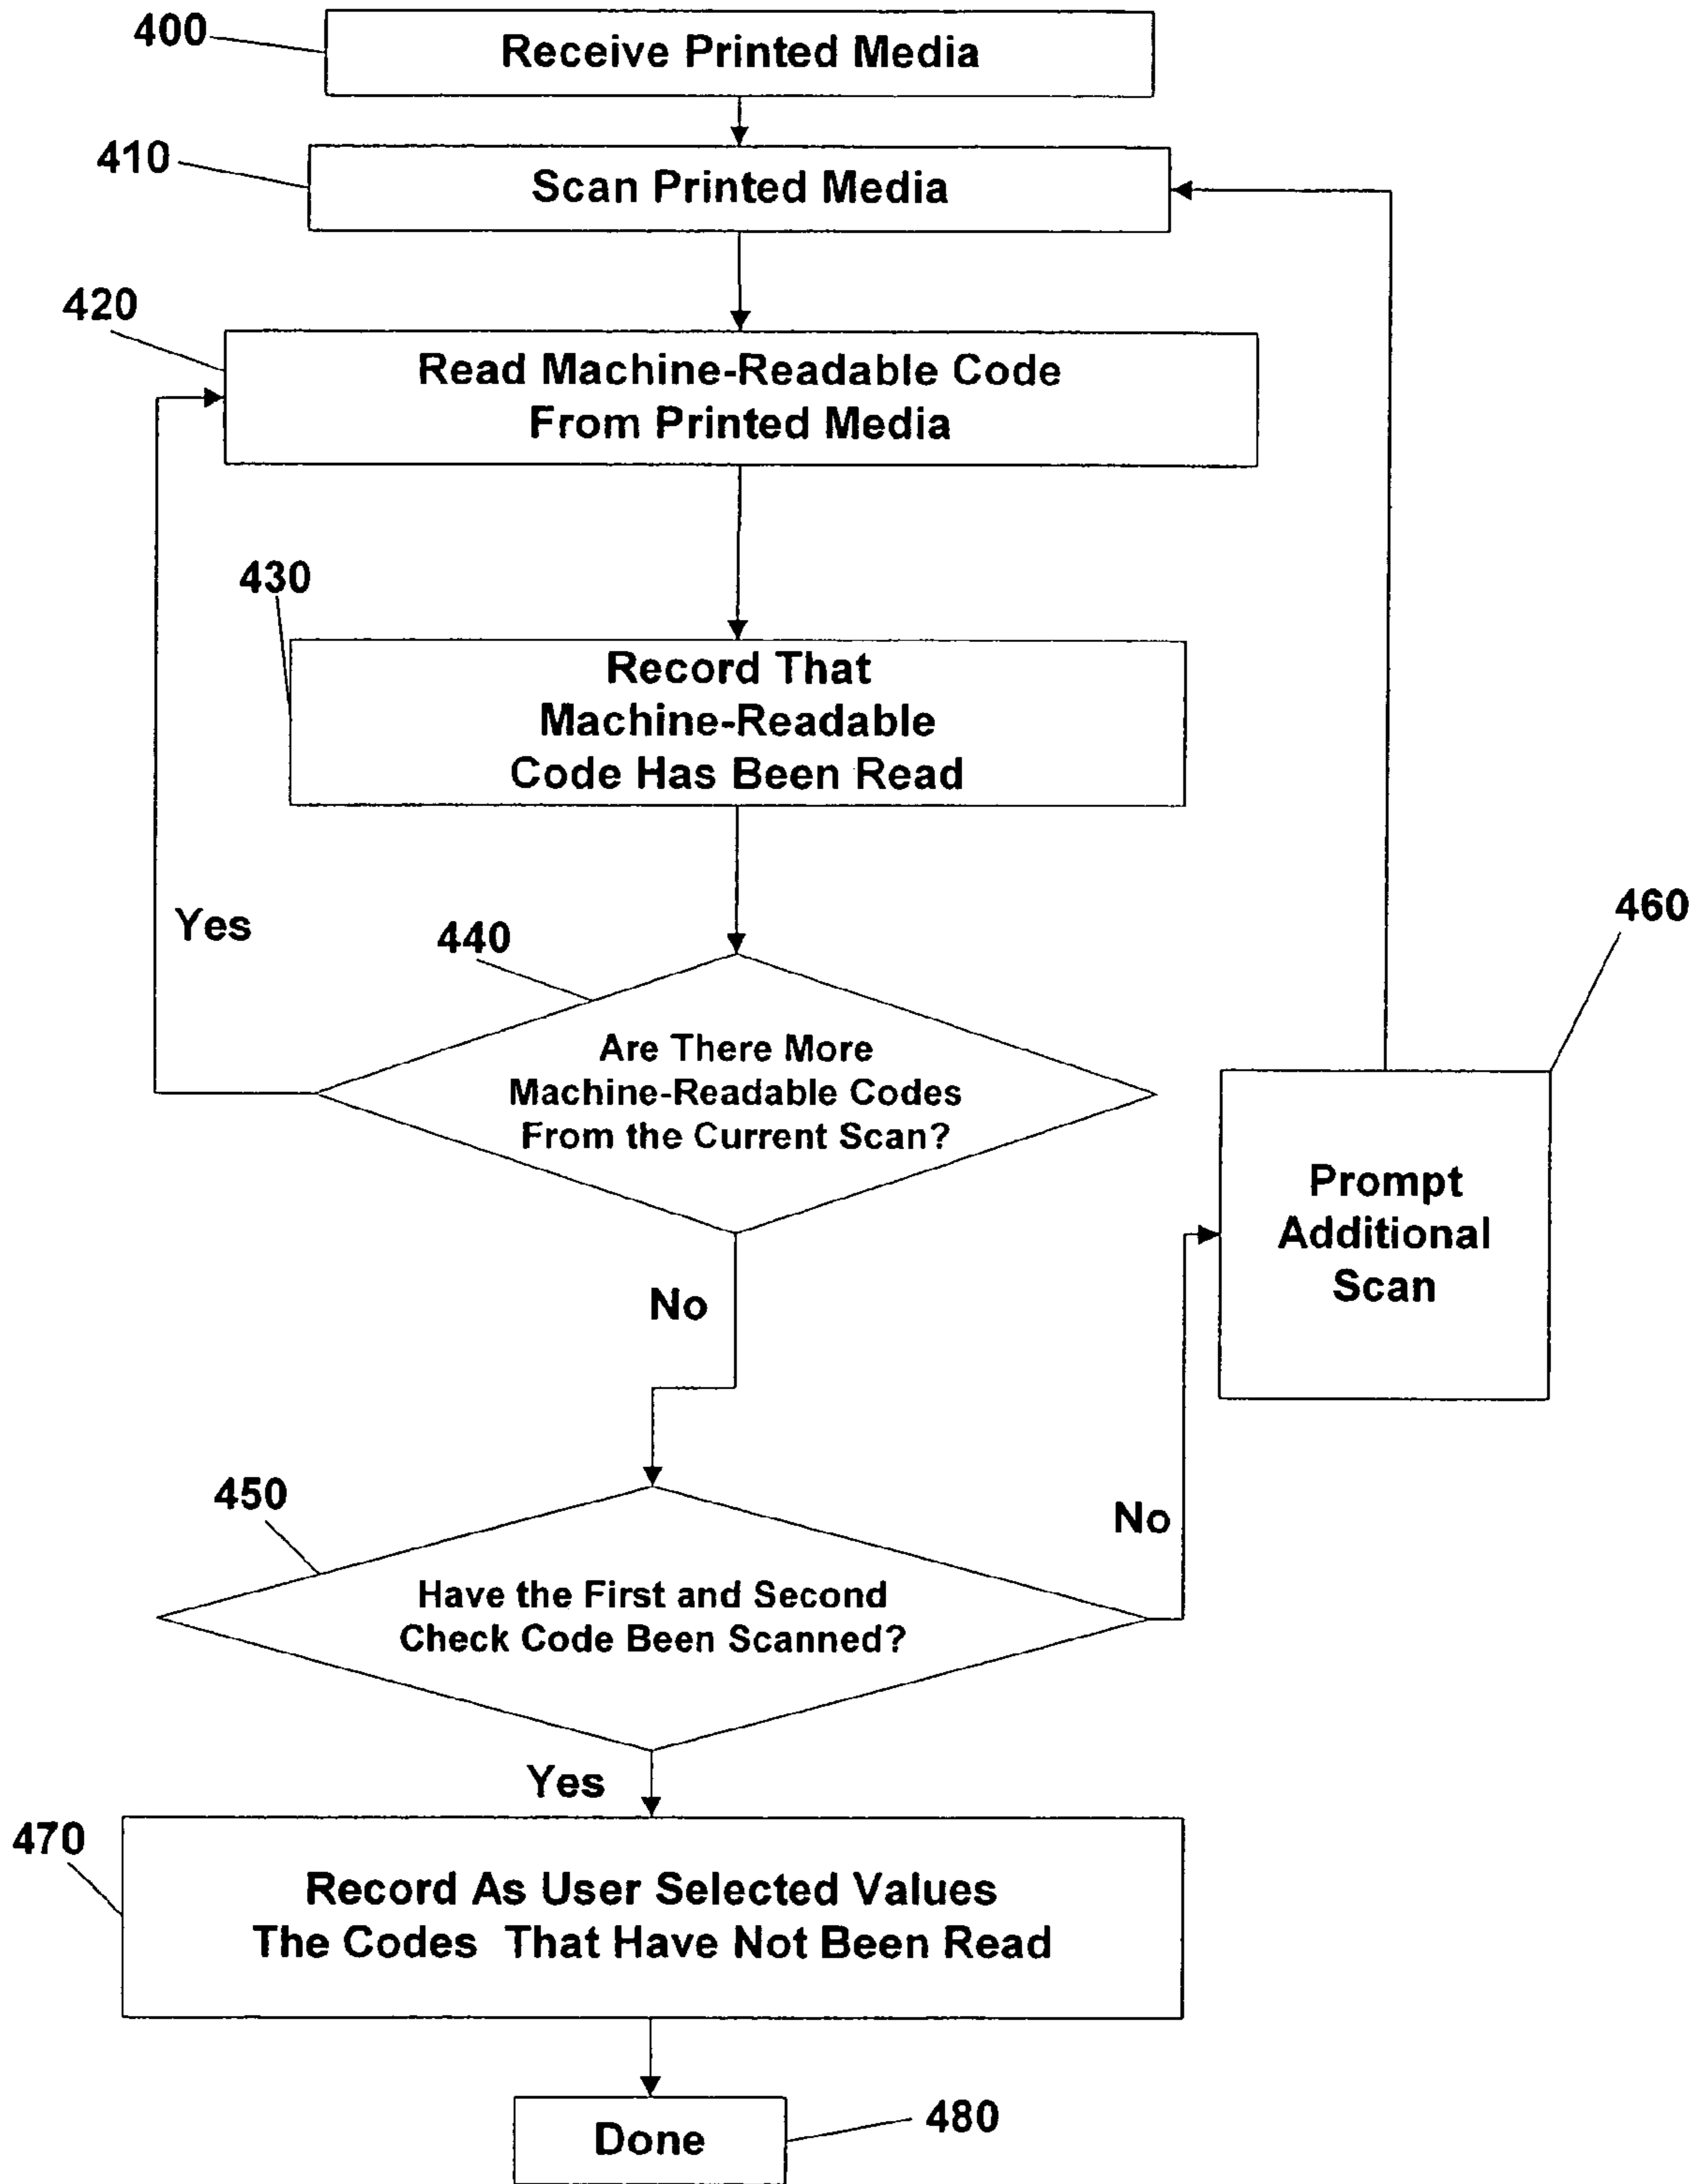 400
Receive Printed Media
410
Scan Printed Media
420
Read Machine-Readable Code
From Printed Media
430
Record That
Machine-Readable
Code Has Been Read
Yes
440
460
Are There More
Machine-Readable Codes
From the Current Scan?
Prompt
Additional
Scan
No
450
No
Have the First and Second
Check Code Been Scanned?
Yes
470
Record As User Selected Values
The Codes That Have Not Been Read
480
Done